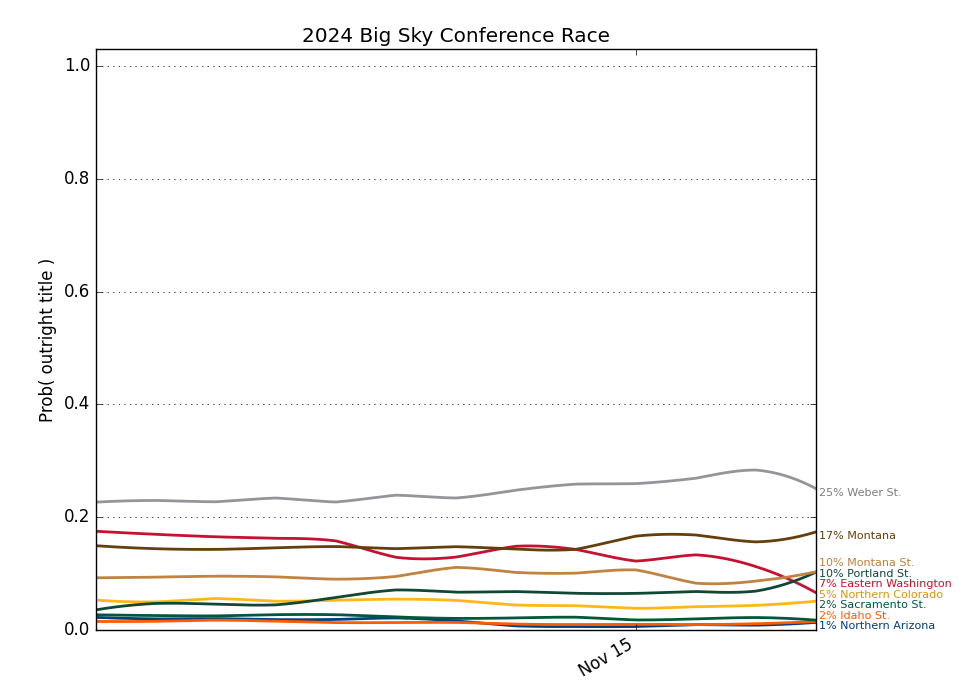 2024 Big Sky Conference Race
Prob( outright title )
1.0
0.8
0.6
0.4
0.2
0.0
Nov 15
25% Weber St.
17% Montana
10% Montana St.
10% Portland St.
7% Eastern Washington
5% Northern Colorado
2% Sacramento St.
2% Idaho St.
1% Northern Arizona